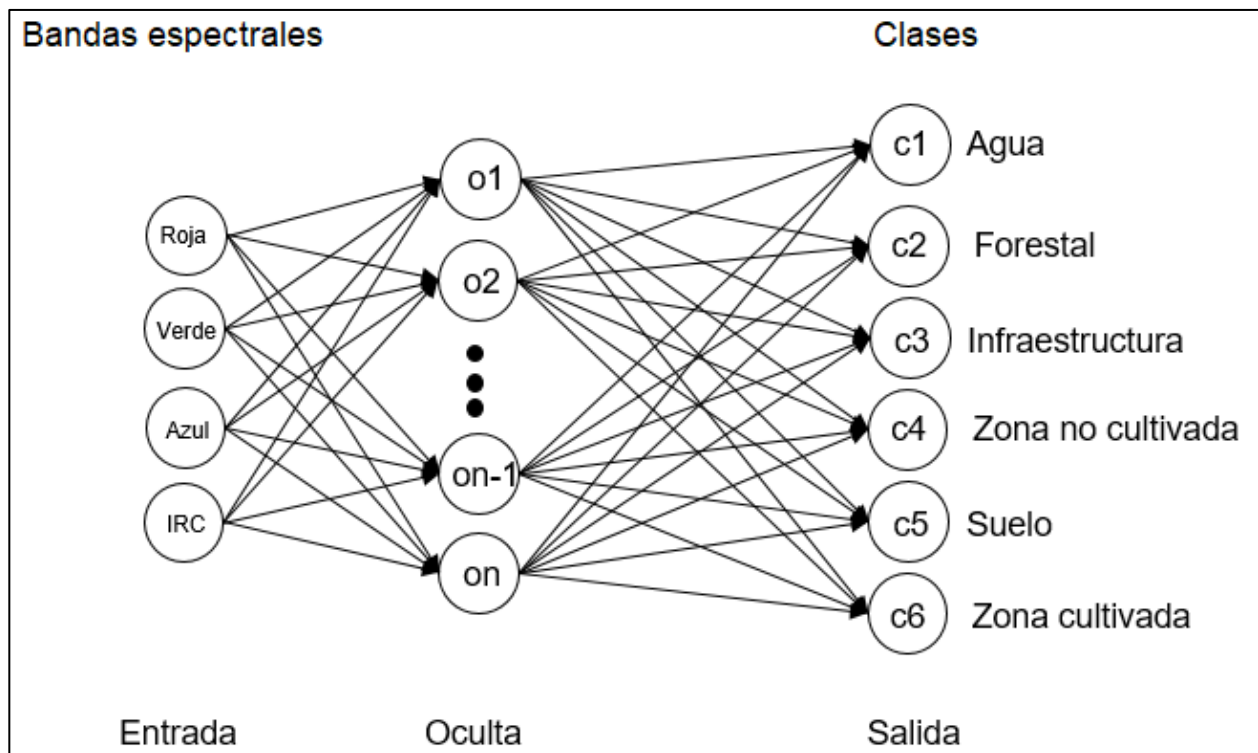 Bandas espectrales
Clases
Roja
Verde
Azul
IRC
o1
o2
on-1
on
c1 Agua
c2 Forestal
c3 Infraestructura
c4 Zona no cultivada
c5 Suelo
c6 Zona cultivada
Entrada
Oculta
Salida